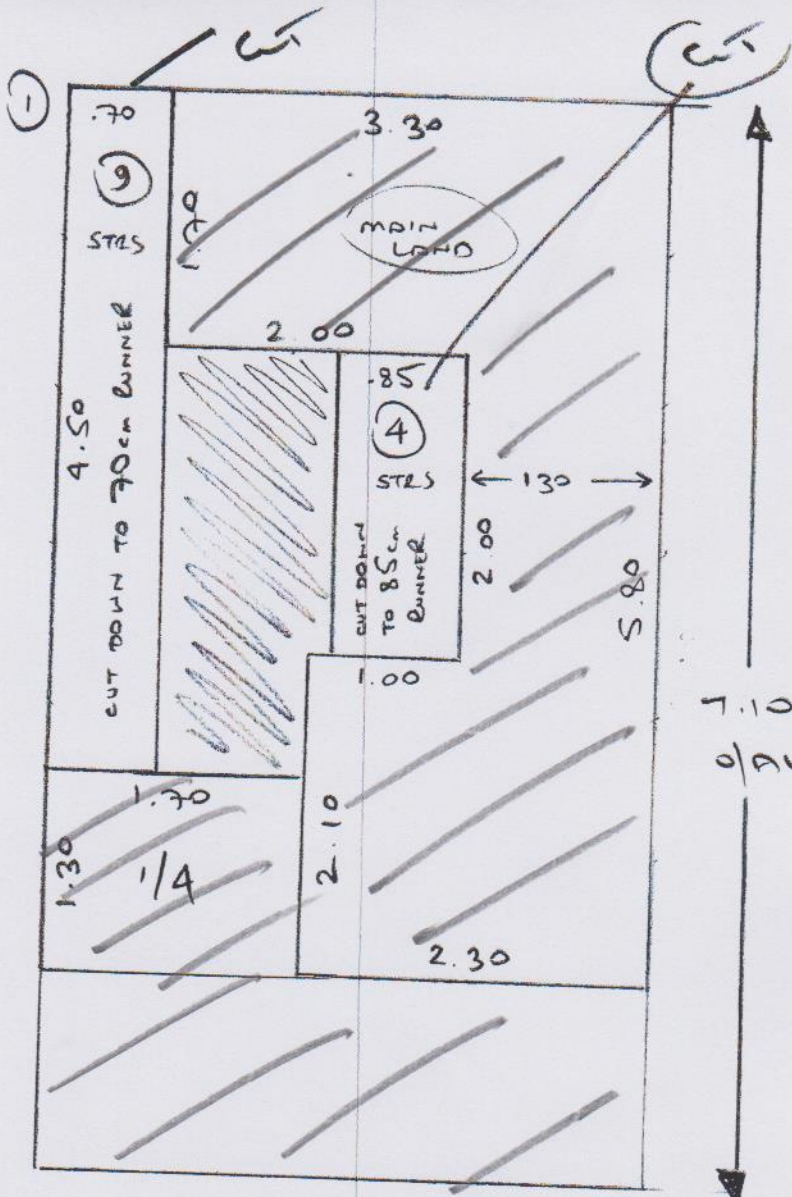 CUT
CUT
1
.70
3.30
9
STRS
1.70
MAIN
LAND
2.00
.85
4
STRS
130
4.50
CUT DOWN TO 70cm RUNNER
CUT DOWN
TO 85cm
RUNNER
2.00
5.80
1.00
7.10
1.70
1.30
1/4
2.10
2.30